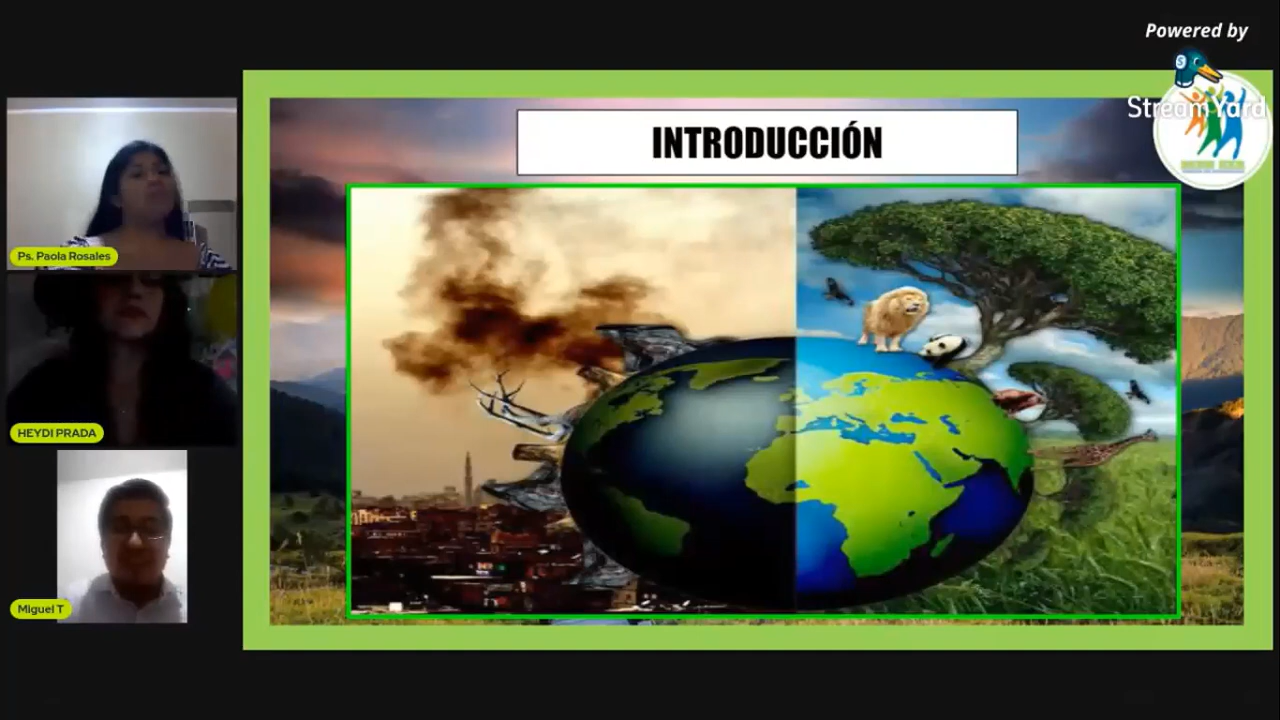 Powered by
StreamYard
INTRODUCCIÓN
Ps. Paola Rosales
HEYDI PRADA
Miguel T